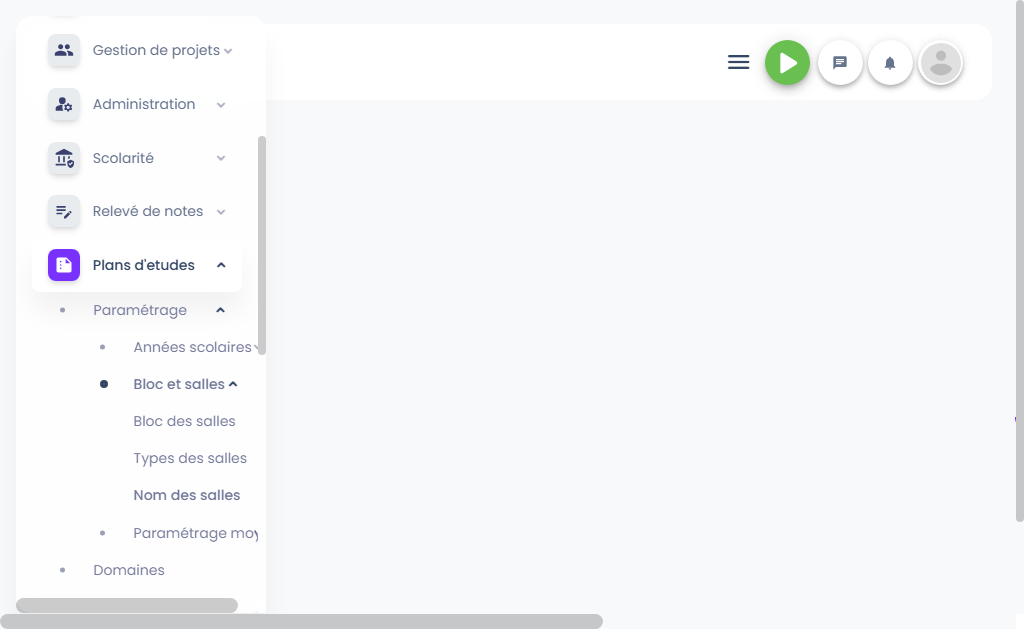 Gestion de projets
Administration
Scolarité
Relevé de notes
Plans d'etudes
Paramétrage
Années scolaires
Bloc et salles
Bloc des salles
Types des salles
Nom des salles
Paramétrage
Domaines